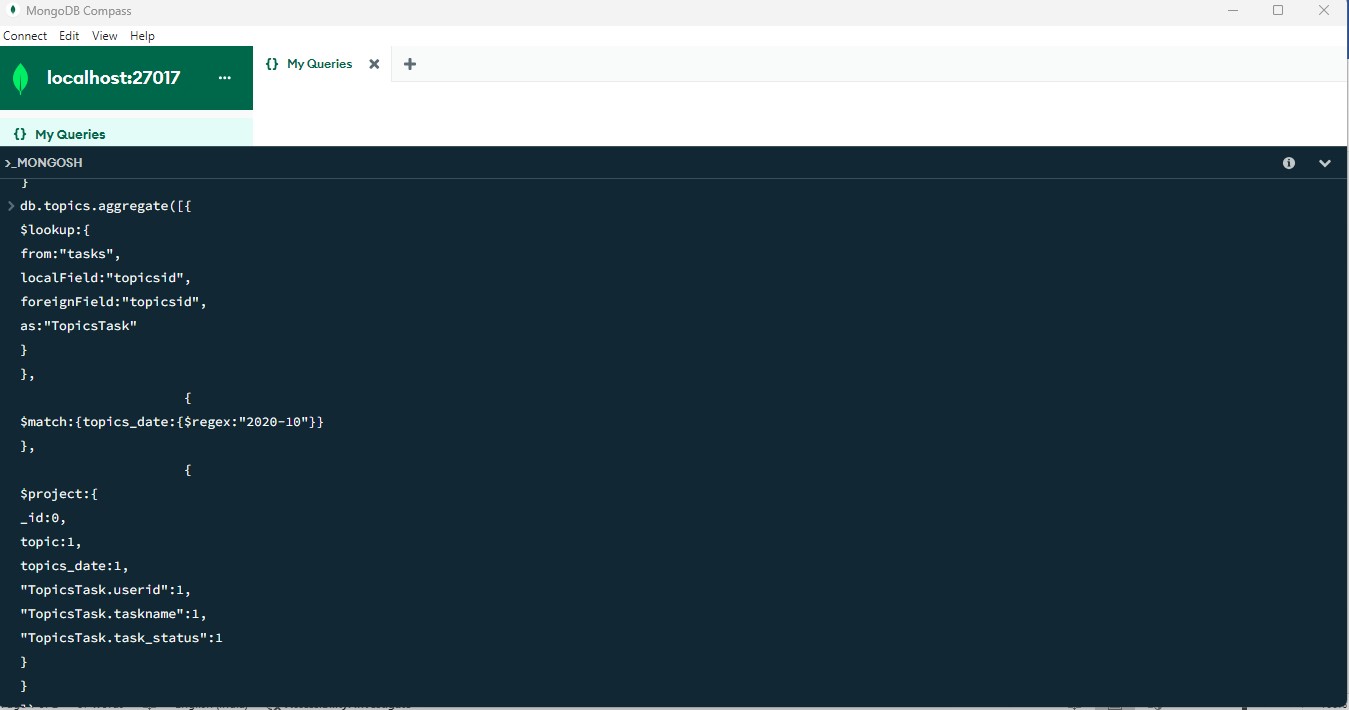 MongoDB Compass
Connect Edit View Help
localhost:27017 ...
{} My Queries
{} My Queries
>_MONGOSH
}
> db.topics.aggregate([{
$lookup:{
from:"tasks",
localField:"topicsid",
foreignField:"topicsid",
as:"TopicsTask"
}
},
{
$match:{topics_date:{$regex:"2020-10"}}
},
{
$project:{
_id:0,
topic:1,
topics_date:1,
"TopicsTask.userid":1,
"TopicsTask.taskname":1,
"TopicsTask.task_status":1
}
}